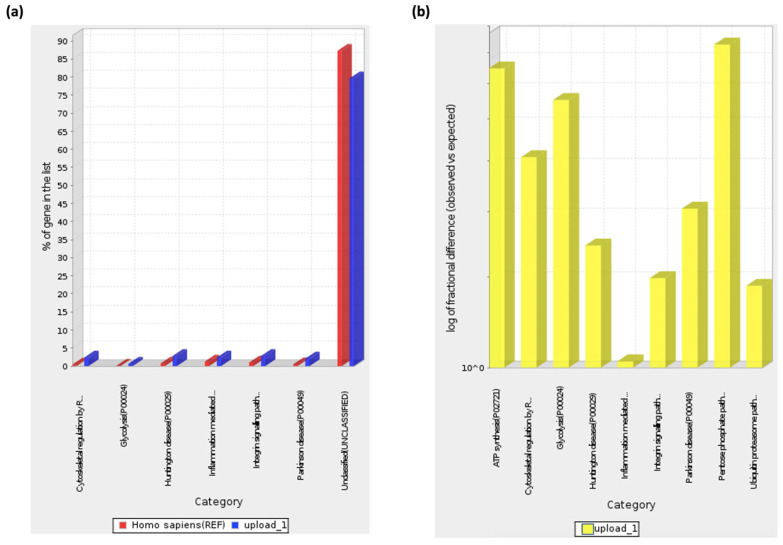 (a)
% of gene in the list
90
85
80
75
70
65
60
55
50
45
40
35
30
25
20
15
10
5
0
Cytoskeletal regulation by R...
Glycolysis(P00024)
Huntington disease(P00029)
Inflammation mediated...
Integrin signalling path...
Parkinson disease(P00049)
Unclassified(UNCLASSIFIED)
Category
Homo sapiens(REF) upload_1
(b)
log of fractional difference (observed vs expected)
10^0
ATP synthesis(P02721)
Cytoskeletal regulation by R...
Glycolysis(P00024)
Huntington disease(P00029)
Inflammation mediated...
Integrin signalling path...
Parkinson disease(P00049)
Pentose phosphate path...
Ubiquitin proteasome path...
Category
upload_1